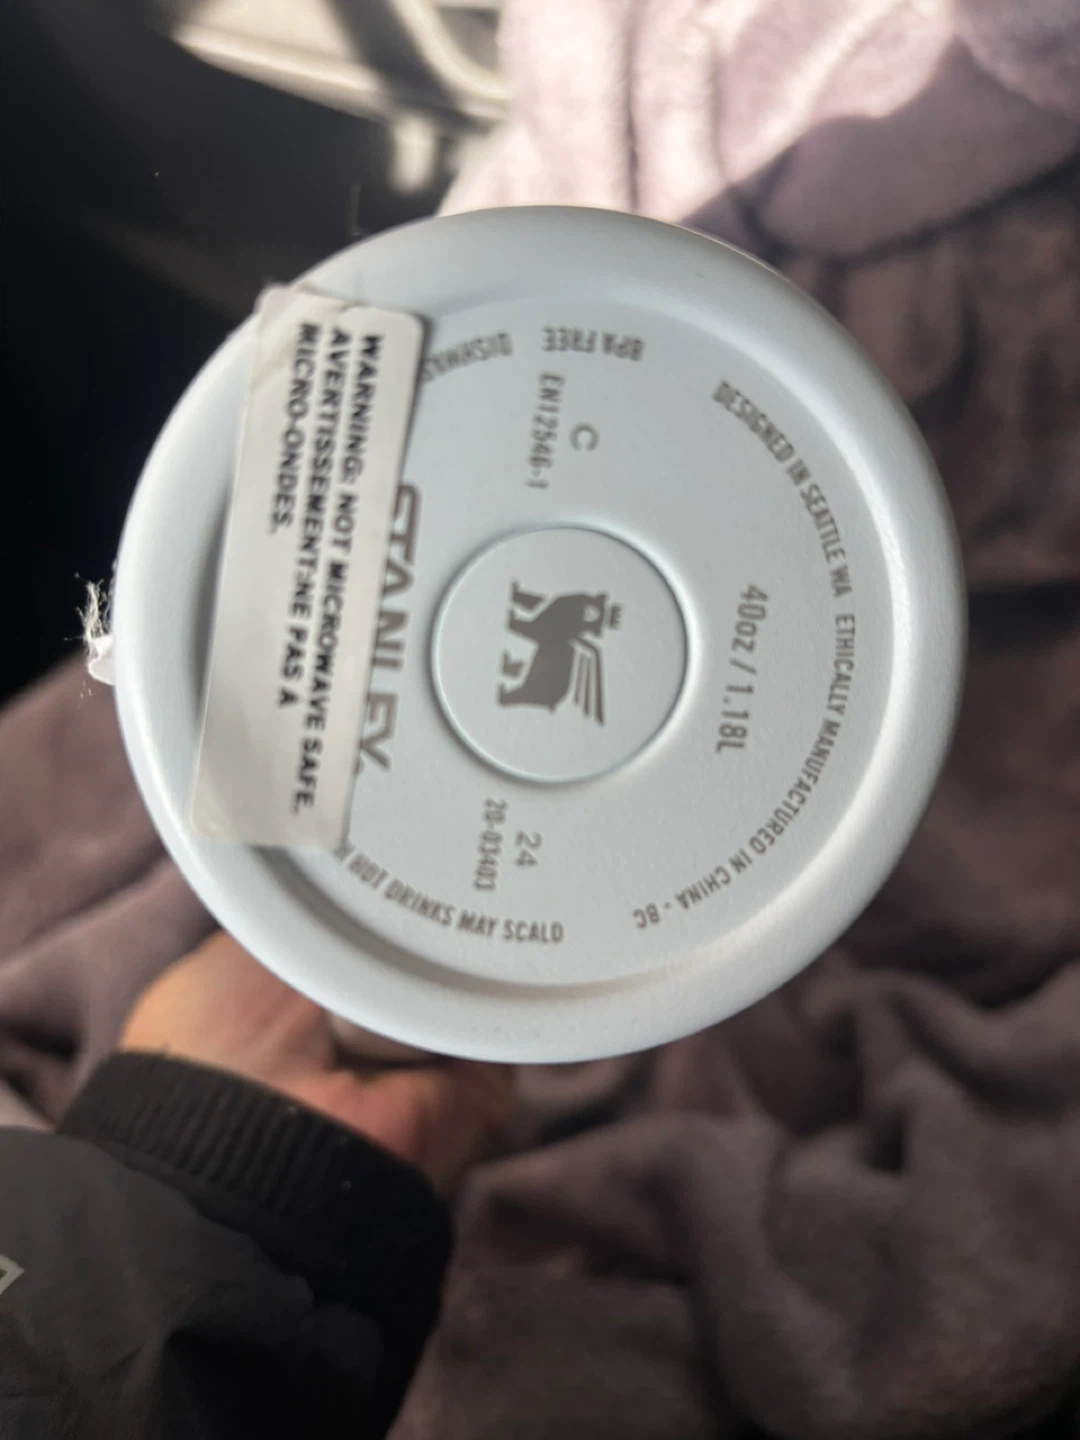 WARNING: NOT MICROWAVE SAFE.
AVERTISSEMENT:NE PAS À
MICRO-ONDES.
STANLEY
BPA FREE
C
EN12546-1
40oz / 1.18L
24
20-03403
DESIGNED IN SEATTLE WA ETHICALLY MANUFACTURED IN CHINA - BC
HOT DRINKS MAY SCALD